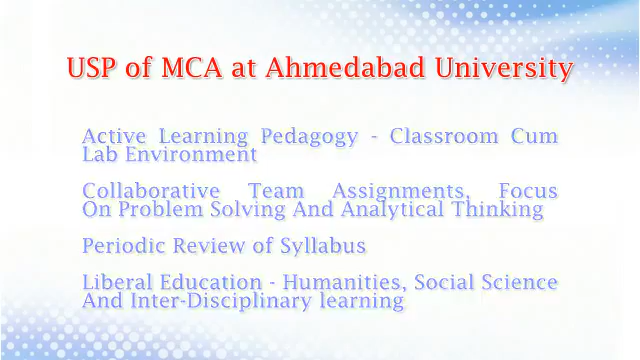 USP of MCA at Ahmedabad University
Active Learning Pedagogy - Classroom Cum
Lab Environment
Collaborative Team Assignments, Focus
On Problem Solving And Analytical Thinking
Periodic Review of Syllabus
Liberal Education - Humanities, Social Science
And Inter-Disciplinary learning